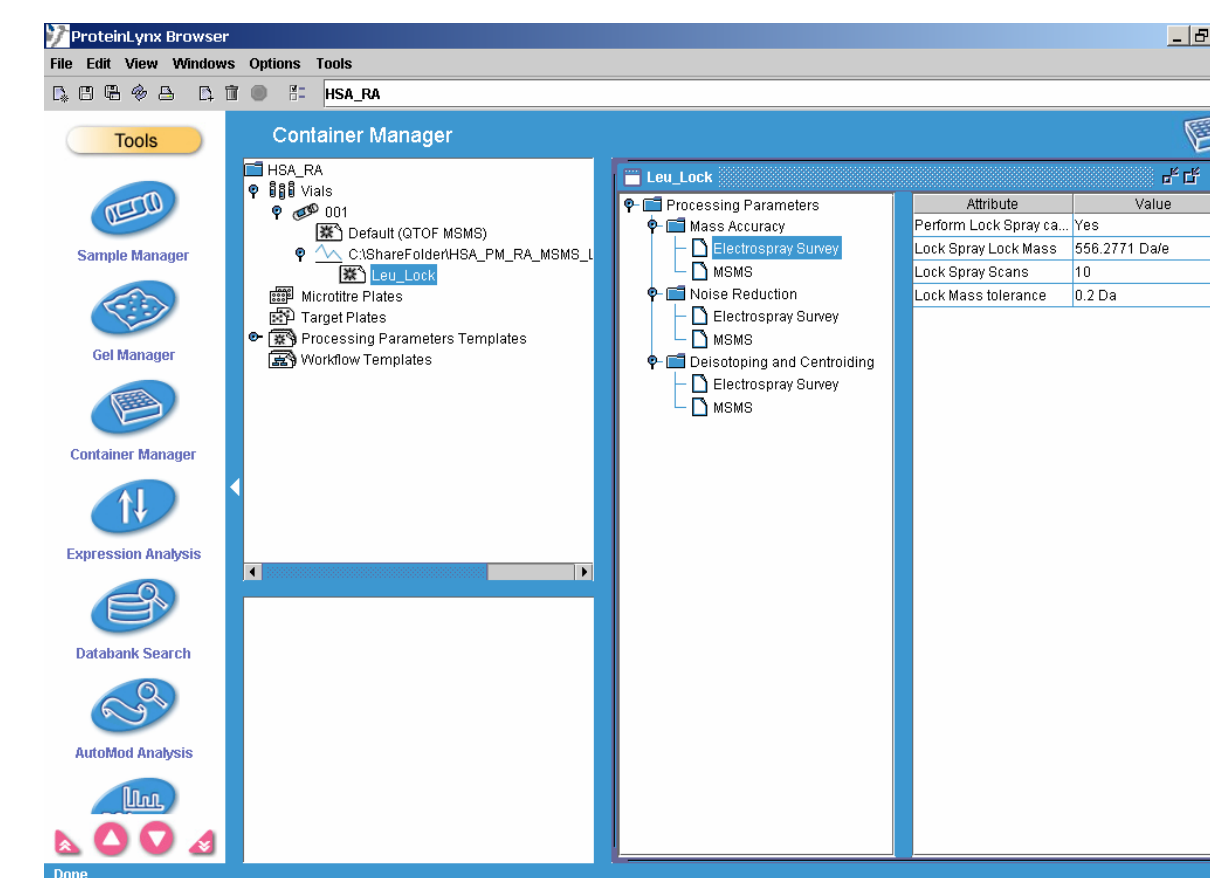 ProteinLynx Browser
File Edit View Windows Options Tools
HSA_RA
Tools
Sample Manager
Gel Manager
Container Manager
Expression Analysis
Databank Search
AutoMod Analysis
Container Manager
HSA_RA
Vials
001
Default (QTOF MSMS)
C:\ShareFolder\HSA_PM_RA_MSMS_L
Leu_Lock
Microtitre Plates
Target Plates
Processing Parameters Templates
Workflow Templates
Leu_Lock
Processing Parameters
Mass Accuracy
Electrospray Survey
MSMS
Noise Reduction
Electrospray Survey
MSMS
Deisotoping and Centroiding
Electrospray Survey
MSMS
Attribute Value
Perform Lock Spray ca... Yes
Lock Spray Lock Mass 556.2771 Da/e
Lock Spray Scans 10
Lock Mass tolerance 0.2 Da
Done